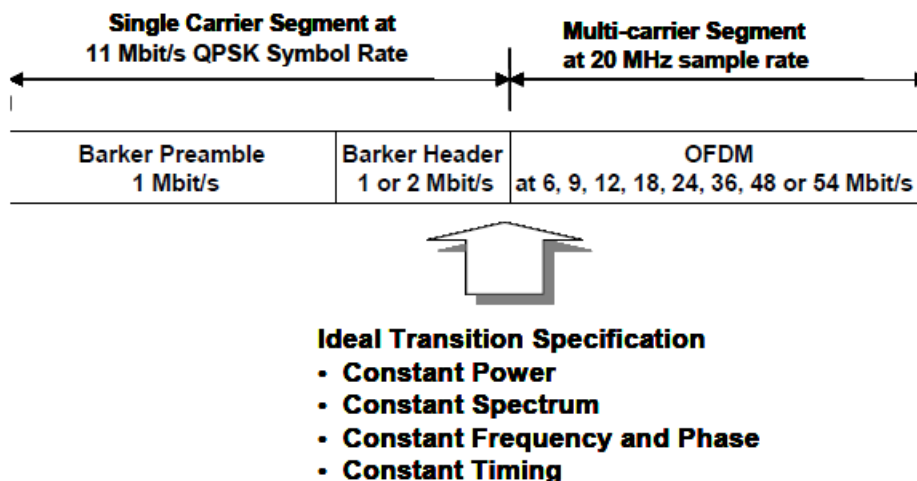 Single Carrier Segment at
11 Mbit/s QPSK Symbol Rate
Multi-carrier Segment
at 20 MHz sample rate
Barker Preamble
1 Mbit/s
Barker Header
1 or 2 Mbit/s
OFDM
at 6, 9, 12, 18, 24, 36, 48 or 54 Mbit/s
Ideal Transition Specification
• Constant Power
• Constant Spectrum
• Constant Frequency and Phase
• Constant Timing